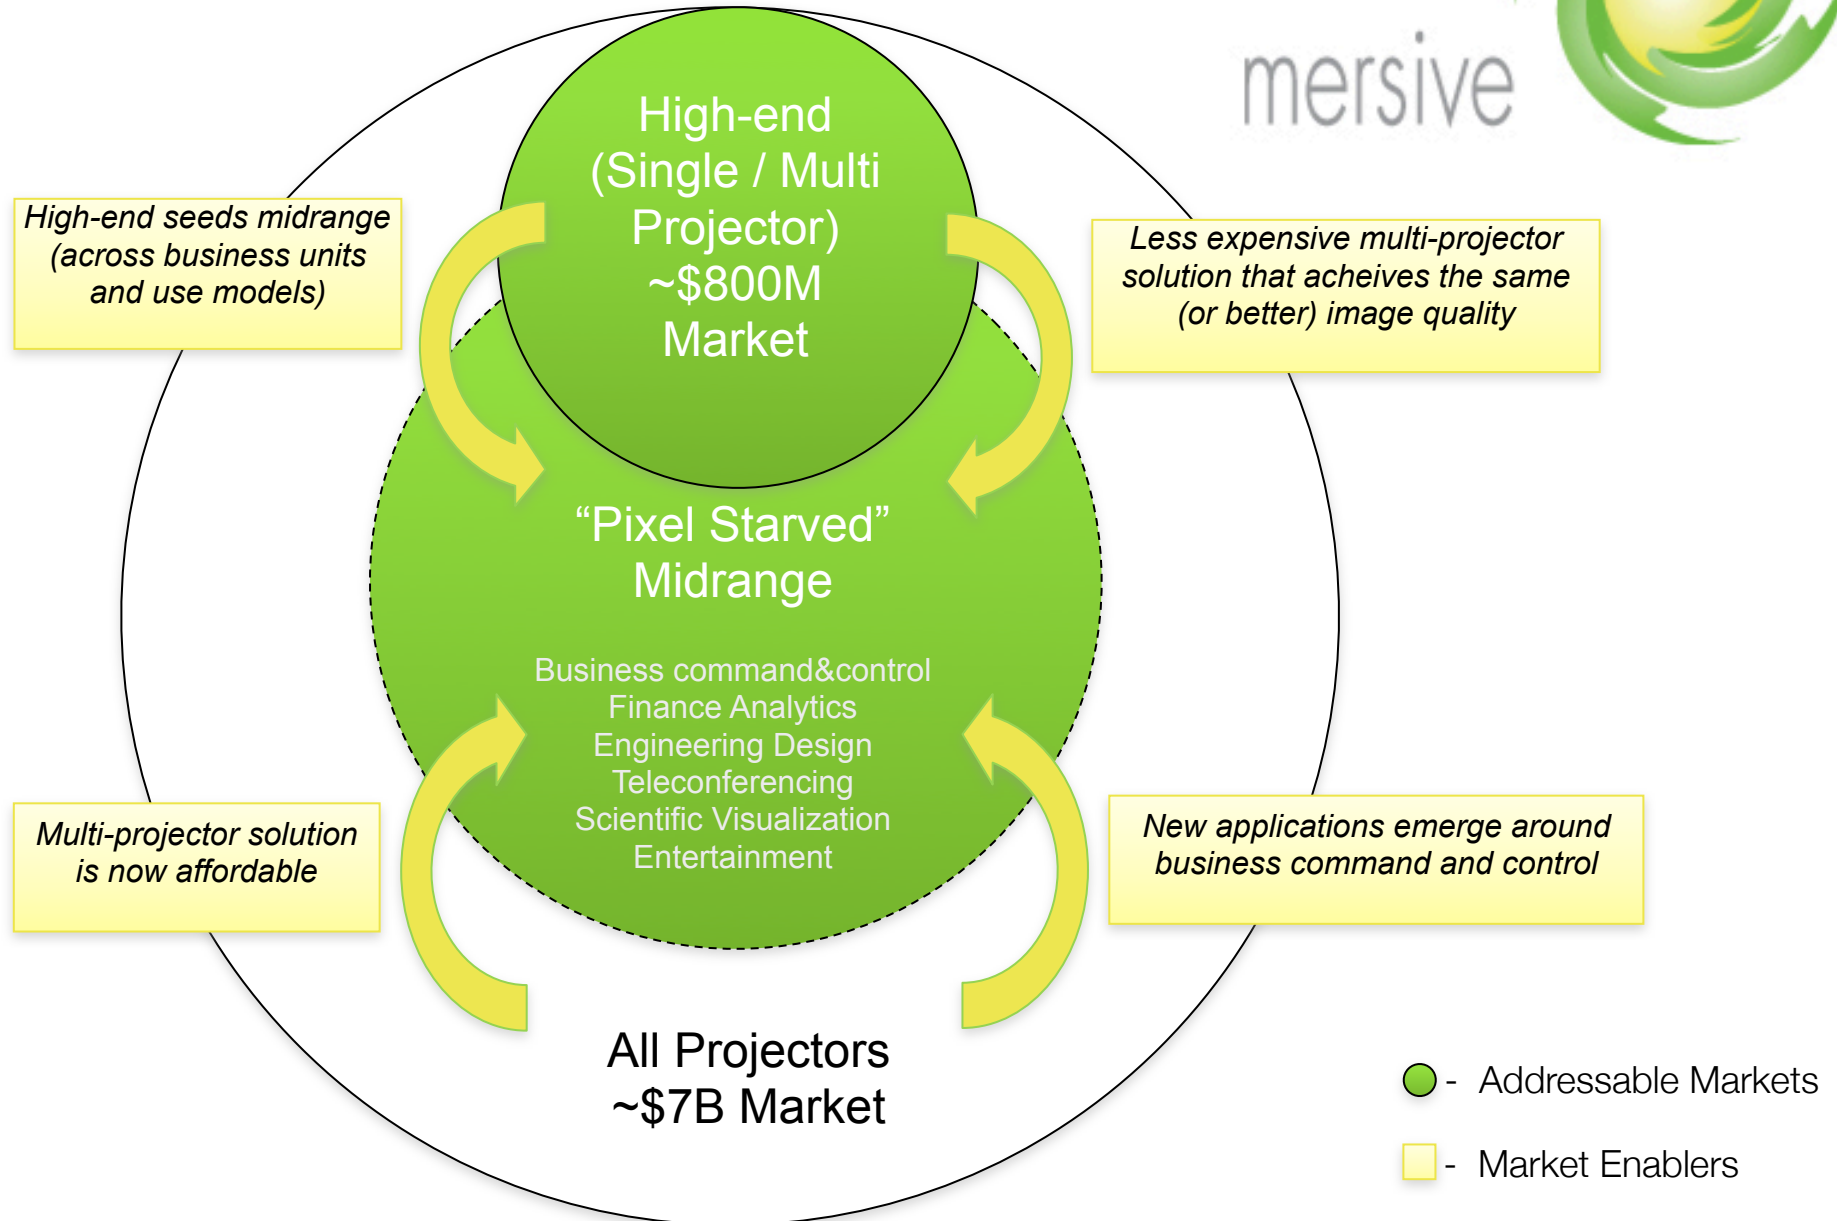 mersive
High-end
(Single / Multi
Projector)
~$800M
Market
High-end seeds midrange
(across business units
and use models)
Less expensive multi-projector
solution that acheives the same
(or better) image quality
“Pixel Starved”
Midrange
Business command&control
Finance Analytics
Engineering Design
Teleconferencing
Scientific Visualization
Entertainment
Multi-projector solution
is now affordable
New applications emerge around
business command and control
All Projectors
~$7B Market
- Addressable Markets
- Market Enablers